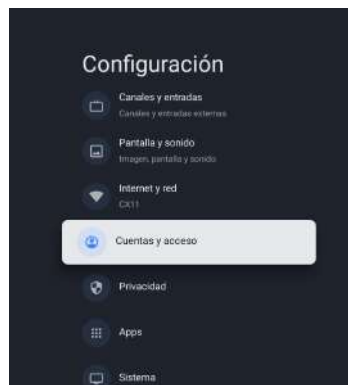 Configuración
Canales y entradas
Canales y entradas externas
Pantalla y sonido
Imagen, pantalla y sonido
Internet y red
CX11
Cuentas y acceso
Privacidad
Apps
Sistema